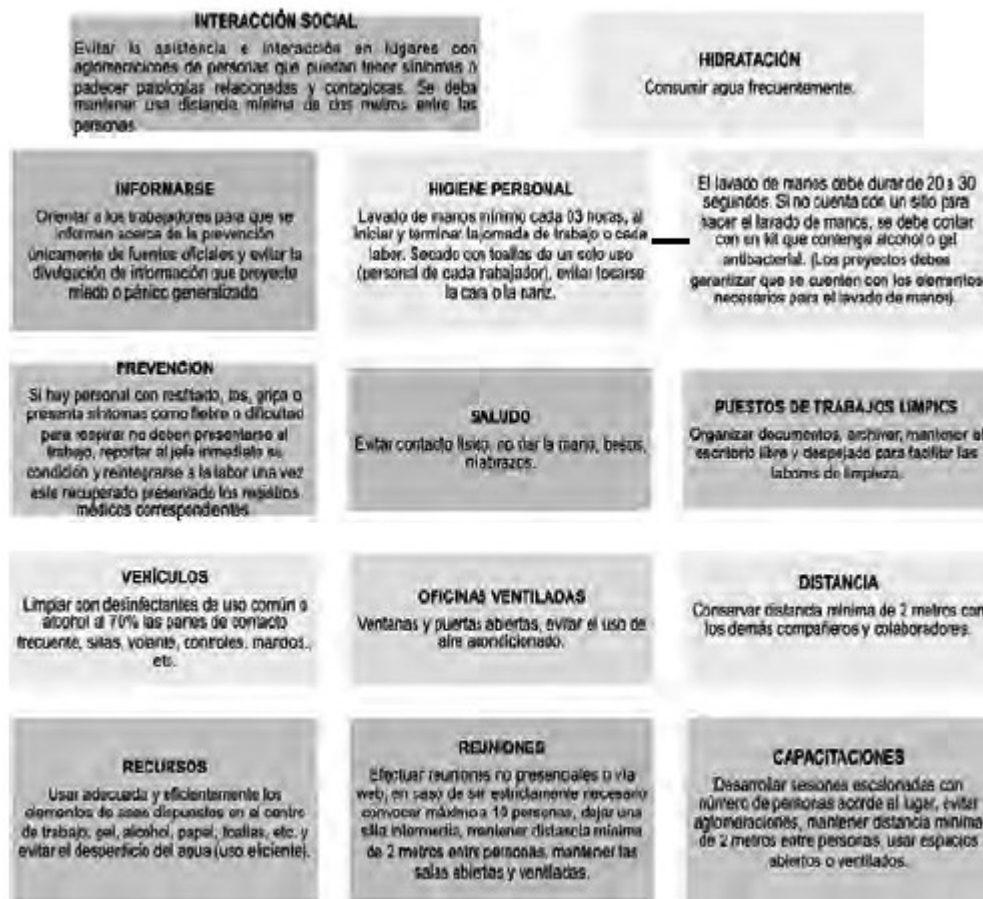 INTERACCIÓN SOCIAL
Evitar la asistencia e interacción en lugares con
aglomeraciones de personas que puedan tener síntomas o
padecer patologías relacionadas y contagiosas. Se deba
mantener una distancia mínima de dos metros entre las
personas
HIDRATACIÓN
Consumir agua frecuentemente.
INFORMARSE
Orientar a los trabajadores para que se
informen acerca de la prevención
únicamente de fuentes oficiales y evitar la
divulgación de información que proyecte
miedo o pánico generalizado
HIGIENE PERSONAL
Lavado de manos mínimo cada 03 horas, al
iniciar y terminar la jornada de trabajo o cada
labor. Secado con toallas de un solo uso
(personal de cada trabajador), evitar tocarse
la cara o la nariz.
El lavado de manos debe durar de 20 a 30
segundos. Si no cuenta con un sitio para
hacer el lavado de manos, se debe contar
con un kit que contenga alcohol o gel
antibacterial. (Los proyectos deben
garantizar que se cuenten con los elementos
necesarios para el lavado de manos).
PREVENCION
Si hay personal con resfriado, tos, gripa o
presenta síntomas como fiebre o dificultad
para respirar no deben presentarse al
trabajo, reportar al jefe inmediato su
condición y reintegrarse a la labor una vez
este recuperado presentado los registros
médicos correspondientes
SALUDO
Evitar contacto físico, no dar la mano, besos,
ni abrazos.
PUESTOS DE TRABAJOS LIMPIOS
Organizar documentos, archivar, mantener el
escritorio libre y despejado para facilitar las
labores de limpieza.
VEHÍCULOS
Limpiar con desinfectantes de uso común o
alcohol al 70% las partes de contacto
frecuente, sillas, volante, controles, mandos.,
etc.
OFICINAS VENTILADAS
Ventanas y puertas abiertas, evitar el uso de
aire acondicionado.
DISTANCIA
Conservar distancia mínima de 2 metros con
los demás compañeros y colaboradores.
RECURSOS
Usar adecuada y eficientemente los
elementos de aseo dispuestos en el centro
de trabajo, gel, alcohol, papel, toallas, etc. y
evitar el desperdicio del agua (uso eficiente).
REUNIONES
Efectuar reuniones no presenciales o vía
web, en caso de ser estrictamente necesario
convocar máximo a 10 personas, dejar una
silla intermedia, mantener distancia mínima
de 2 metros entre personas, mantener las
salas abiertas y ventiladas.
CAPACITACIONES
Desarrollar sesiones escalonadas con
número de personas acorde al lugar, evitar
aglomeraciones, mantener distancia mínima
de 2 metros entre personas, usar espacios
abiertos o ventilados.